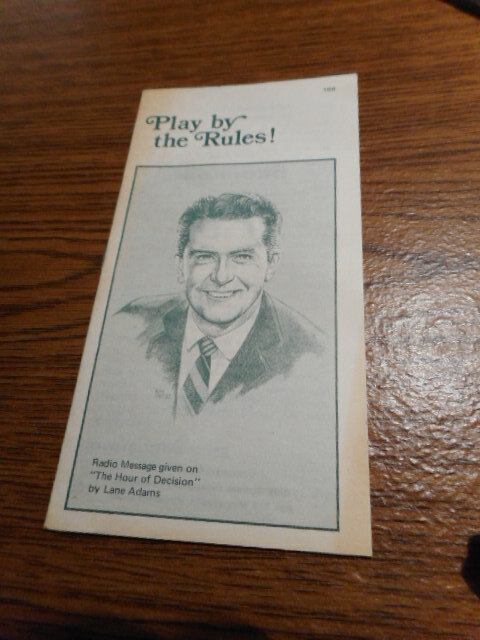 Play by
the Rules!
Radio Message given on
"The Hour of Decision"
by Lane Adams